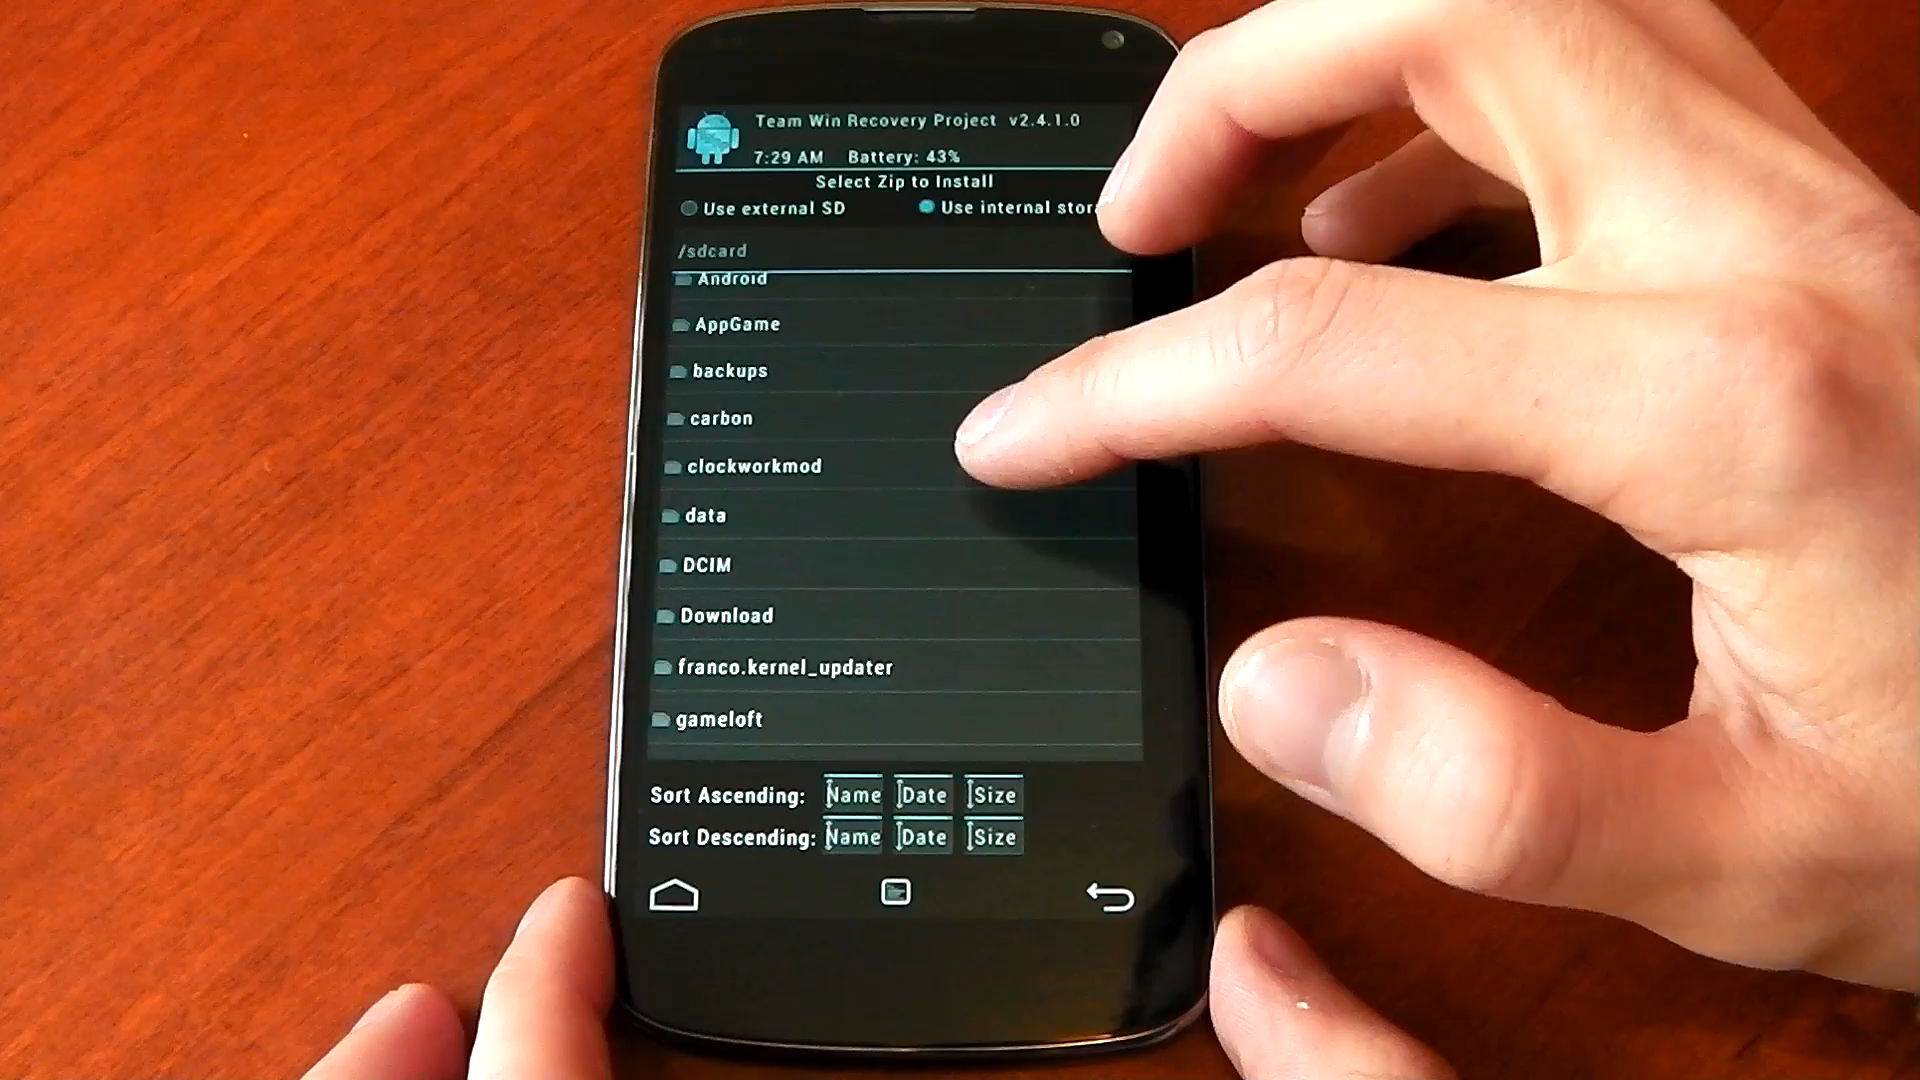 Team Win Recovery Project v2.4.1.0
7:29 AM Battery: 43%
Select Zip to Install
Use external SD Use internal
/sdcard
Android
AppGame
backups
carbon
clockworkmod
data
DCIM
Download
franco.kernel_updater
gameloft
Sort Ascending: Name Date Size
Sort Descending: Name Date Size